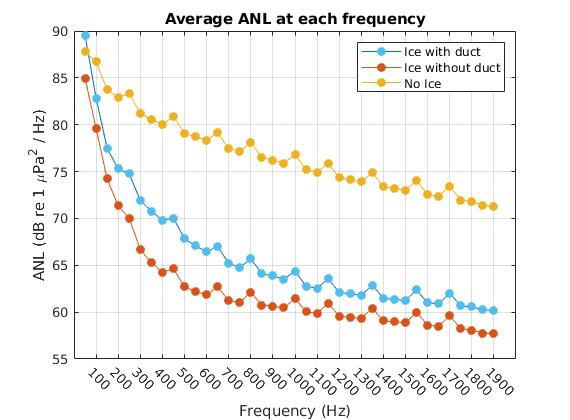 Average ANL at each frequency
Ice with duct
Ice without duct
No Ice
ANL (dB re 1 μPa² / Hz)
90
85
80
75
70
65
60
55
100 200 300 400 500 600 700 800 900 1000 1100 1200 1300 1400 1500 1600 1700 1800 1900
Frequency (Hz)